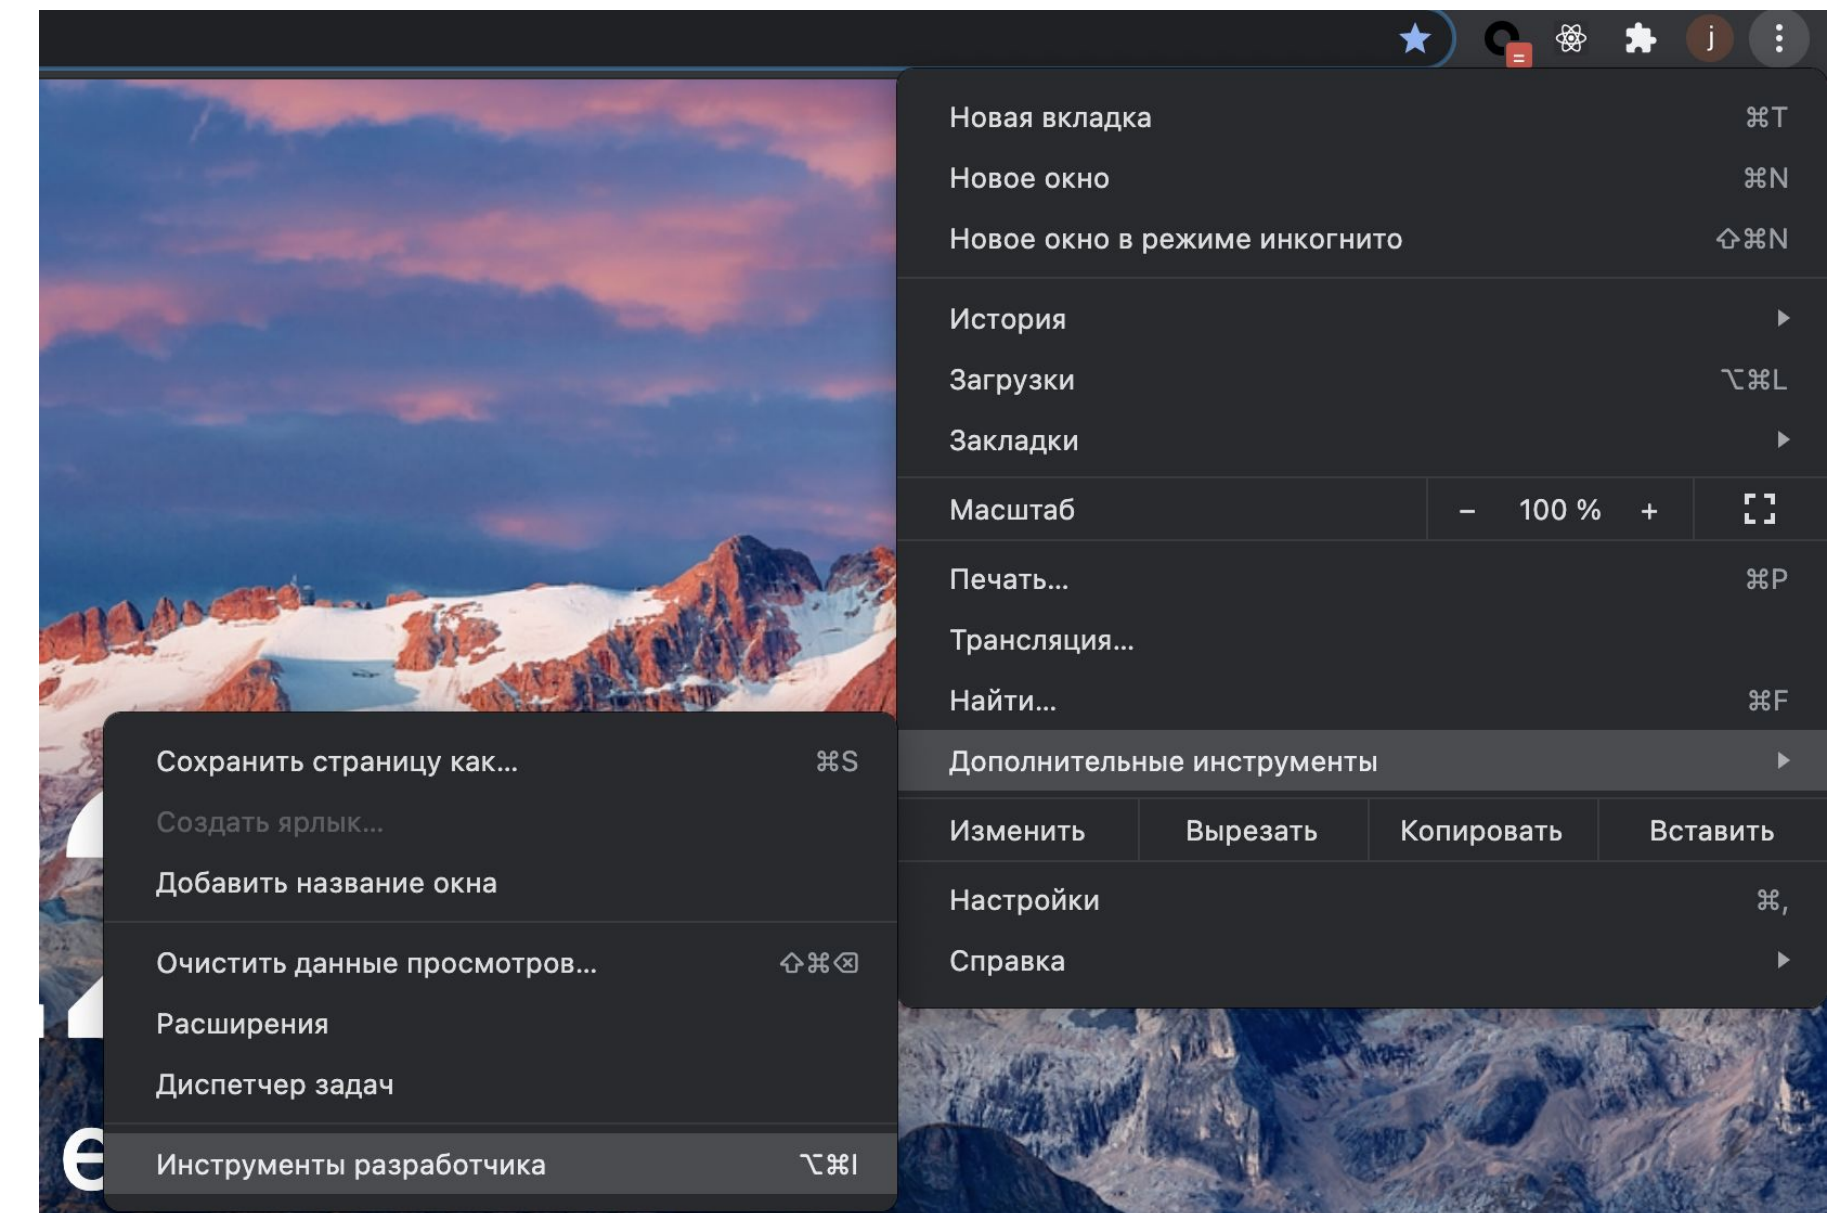 j
Новая вкладка ⌘T
Новое окно ⌘N
Новое окно в режиме инкогнито ⇧⌘N
История
Загрузки ⌥⌘L
Закладки
Масштаб – 100 % +
Печать... ⌘P
Трансляция...
Найти... ⌘F
Дополнительные инструменты
Изменить Вырезать Копировать Вставить
Настройки ⌘,
Справка
Сохранить страницу как... ⌘S
Создать ярлык...
Добавить название окна
Очистить данные просмотров... ⇧⌘⌫
Расширения
Диспетчер задач
Инструменты разработчика ⌥⌘I
e